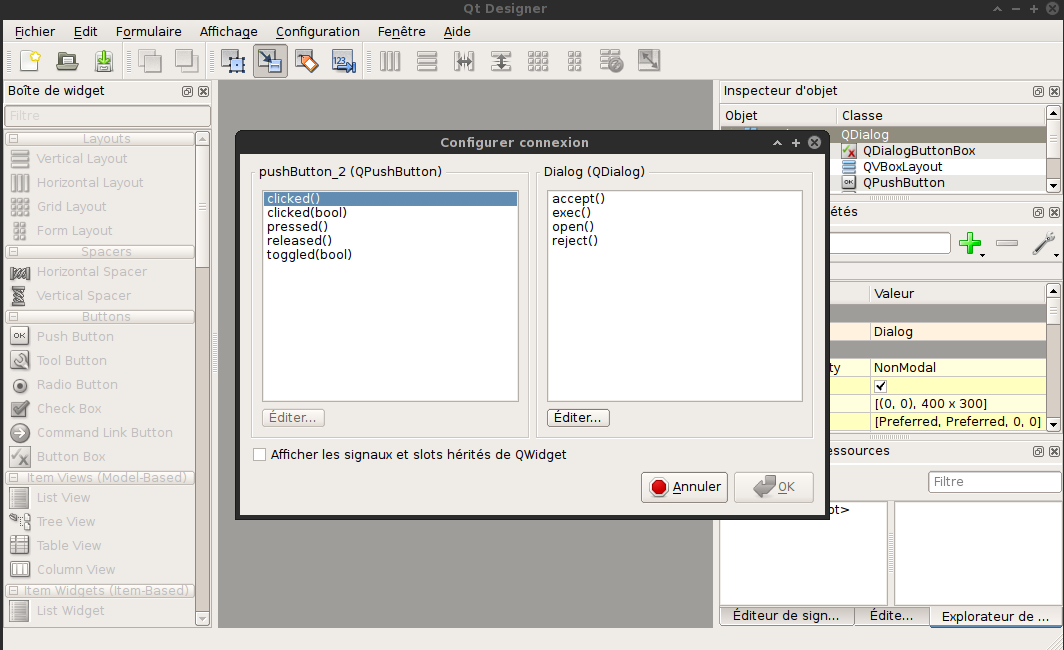 Qt Designer
Fichier Edit Formulaire Affichage Configuration Fenêtre Aide
Boîte de widget
Filtre
Layouts
Vertical Layout
Horizontal Layout
Grid Layout
Form Layout
Spacers
Horizontal Spacer
Vertical Spacer
Buttons
Push Button
Tool Button
Radio Button
Check Box
Command Link Button
Button Box
Item Views (Model-Based)
List View
Tree View
Table View
Column View
Item Widgets (Item-Based)
List Widget
Configurer connexion
pushButton_2 (QPushButton)
clicked()
clicked(bool)
pressed()
released()
toggled(bool)
Éditer...
Dialog (QDialog)
accept()
exec()
open()
reject()
Éditer...
Afficher les signaux et slots hérités de QWidget
Annuler
OK
Inspecteur d'objet
Objet Classe
QDialog
QDialogButtonBox
QVBoxLayout
QPushButton
étés
Valeur
Dialog
ty NonModal
[(0, 0), 400 x 300]
[Preferred, Preferred, 0, 0]
essources
Filtre
ot>
Éditeur de sign... Édite... Explorateur de ...